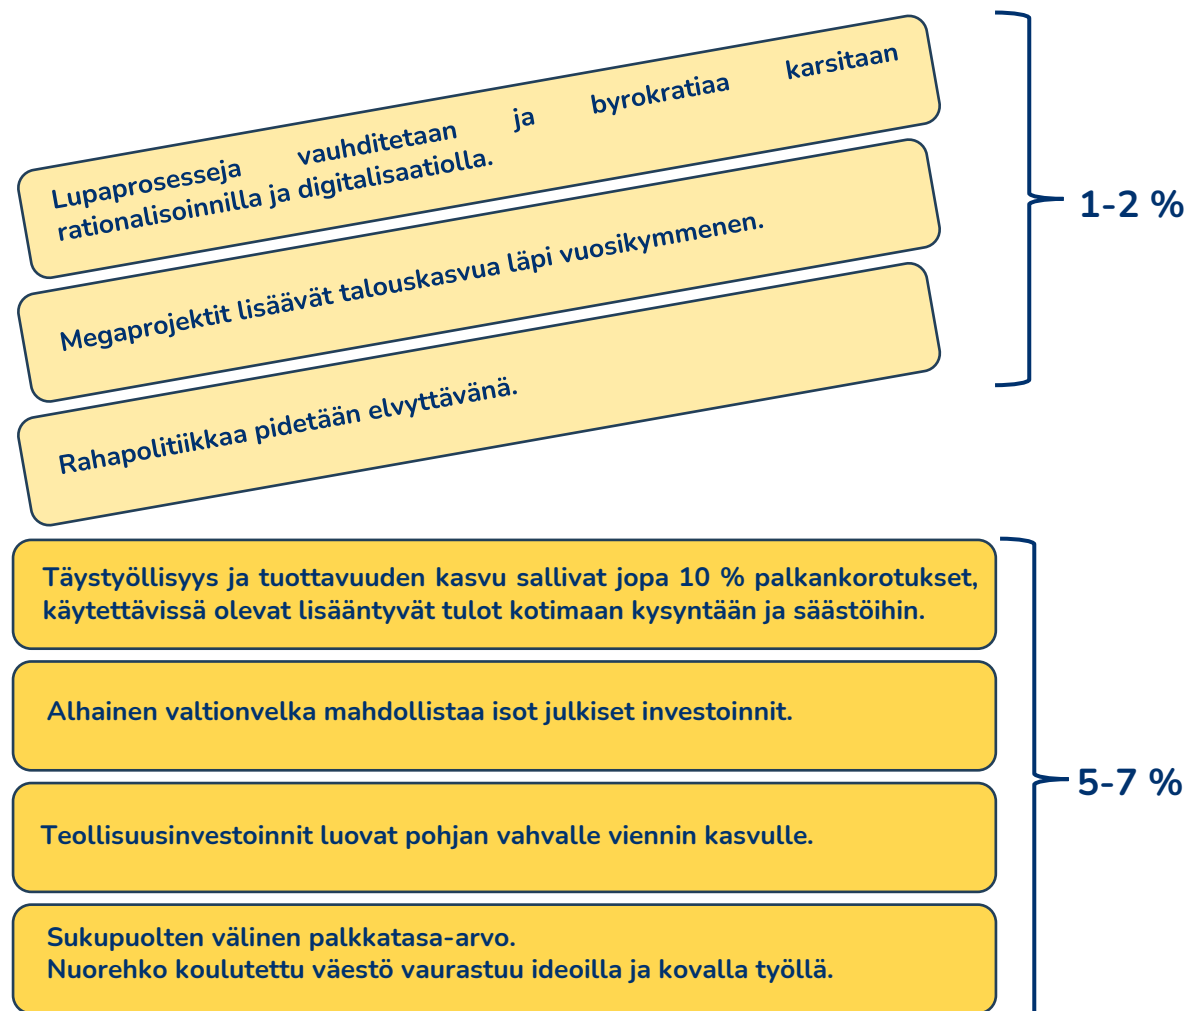 Lupaprosesseja vauhditetaan ja byrokratiaa karsitaan
rationalisoinnilla ja digitalisaatiolla.
Megaprojektit lisäävät talouskasvua läpi vuosikymmenen.
Rahapolitiikkaa pidetään elvyttävänä.
1-2 %
Täystyöllisyys ja tuottavuuden kasvu sallivat jopa 10 % palkankorotukset,
käytettävissä olevat lisääntyvät tulot kotimaan kysyntään ja säästöihin.
Alhainen valtionvelka mahdollistaa isot julkiset investoinnit.
Teollisuusinvestoinnit luovat pohjan vahvalle viennin kasvulle.
Sukupuolten välinen palkkatasa-arvo.
Nuorehko koulutettu väestö vaurastuu ideoilla ja kovalla työllä.
5-7 %